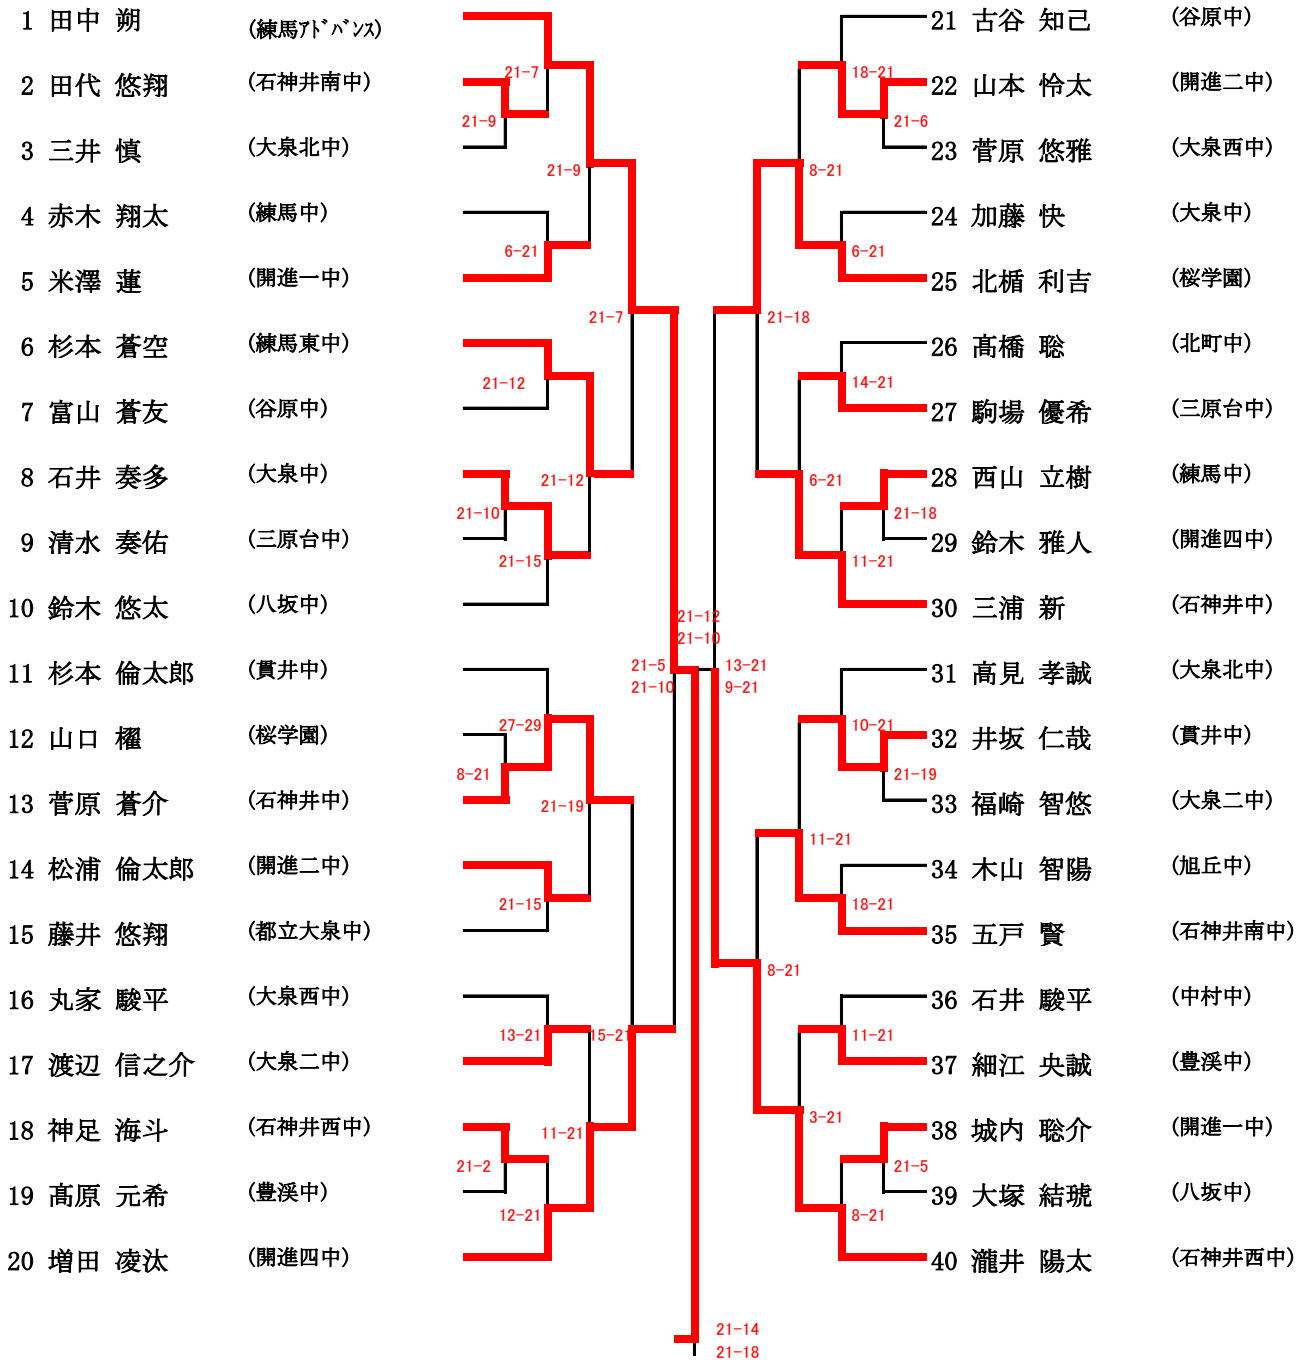 1 田中 朔 (練馬ｱﾄﾞﾊﾞﾝｽ)
21-7
2 田代 悠翔 (石神井南中)
21-9
3 三井 慎 (大泉北中)
21-9
4 赤木 翔太 (練馬中)
6-21
5 米澤 蓮 (開進一中)
21-7
6 杉本 蒼空 (練馬東中)
21-12
7 富山 蒼友 (谷原中)
8 石井 奏多 (大泉中)
21-12
21-10
9 清水 奏佑 (三原台中)
21-15
10 鈴木 悠太 (八坂中)
21-12
21-10
11 杉本 倫太郎 (貫井中)
21-5
21-10
27-29
12 山口 櫂 (桜学園)
8-21
13 菅原 蒼介 (石神井中)
21-19
14 松浦 倫太郎 (開進二中)
21-15
15 藤井 悠翔 (都立大泉中)
16 丸家 駿平 (大泉西中)
13-21
15-21
17 渡辺 信之介 (大泉二中)
18 神足 海斗 (石神井西中)
11-21
21-2
19 髙原 元希 (豊渓中)
12-21
20 増田 凌汰 (開進四中)
21 古谷 知己 (谷原中)
18-21
22 山本 怜太 (開進二中)
21-6
23 菅原 悠雅 (大泉西中)
8-21
24 加藤 快 (大泉中)
6-21
25 北楯 利吉 (桜学園)
21-18
26 髙橋 聡 (北町中)
14-21
27 駒場 優希 (三原台中)
28 西山 立樹 (練馬中)
6-21
21-18
29 鈴木 雅人 (開進四中)
11-21
30 三浦 新 (石神井中)
13-21
9-21
31 高見 孝誠 (大泉北中)
10-21
32 井坂 仁哉 (貫井中)
21-19
33 福崎 智悠 (大泉二中)
11-21
34 木山 智陽 (旭丘中)
18-21
35 五戸 賢 (石神井南中)
8-21
36 石井 駿平 (中村中)
11-21
37 細江 央誠 (豊渓中)
3-21
38 城内 聡介 (開進一中)
21-5
39 大塚 結琥 (八坂中)
8-21
40 瀧井 陽太 (石神井西中)
21-14
21-18